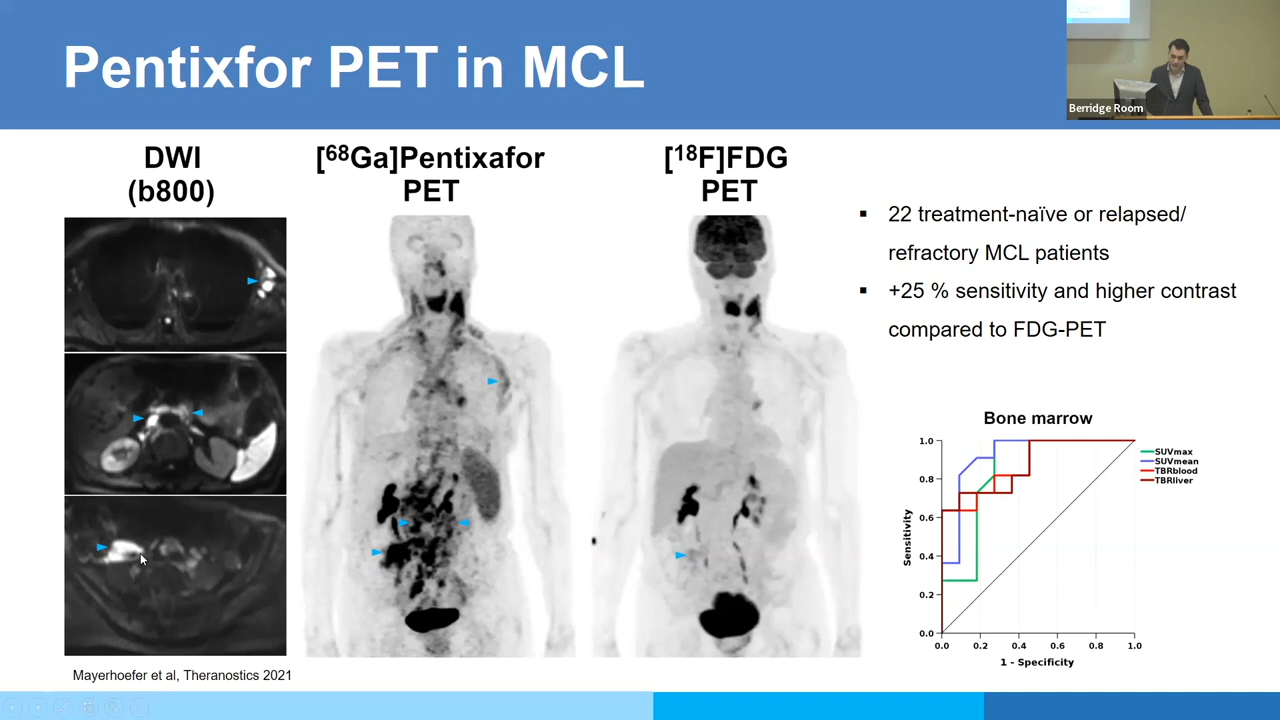 Pentixfor PET in MCL
Berridge Room
DWI
(b800)
[68Ga]Pentixafor
PET
[18F]FDG
PET
▪ 22 treatment-naïve or relapsed/
refractory MCL patients
▪ +25 % sensitivity and higher contrast
compared to FDG-PET
Bone marrow
SUVmax
SUVmean
TBRblood
TBRliver
Sensitivity
1.0
0.8
0.6
0.4
0.2
0.0
0.0 0.2 0.4 0.6 0.8 1.0
1 - Specificity
Mayerhoefer et al, Theranostics 2021